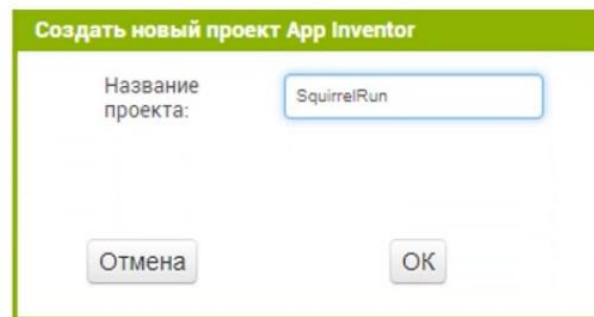 Создать новый проект App Inventor
Название
проекта:
SquirrelRun
Отмена
OK